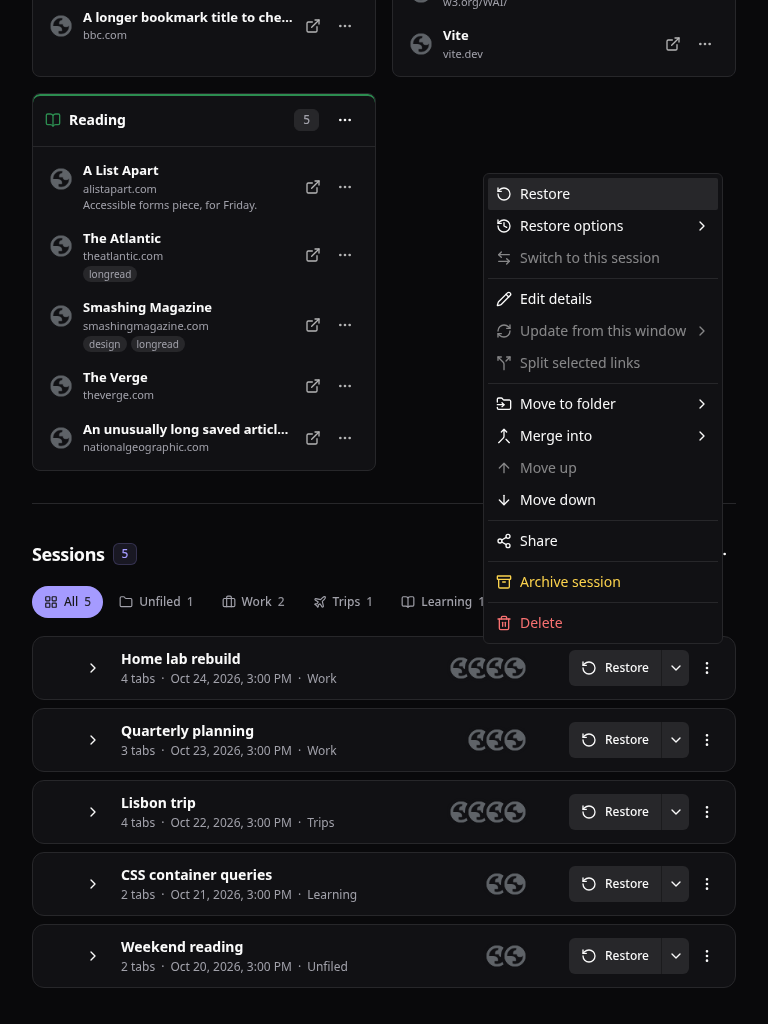 A longer bookmark title to che...
bbc.com
w3.org/WAI/
Vite
vite.dev
Reading
5
A List Apart
alistapart.com
Accessible forms piece, for Friday.
The Atlantic
theatlantic.com
longread
Smashing Magazine
smashingmagazine.com
design longread
The Verge
theverge.com
An unusually long saved articl...
nationalgeographic.com
Restore
Restore options
Switch to this session
Edit details
Update from this window
Split selected links
Move to folder
Merge into
Move up
Move down
Share
Archive session
Delete
Sessions 5
All 5 Unfiled 1 Work 2 Trips 1 Learning 1
Home lab rebuild
4 tabs · Oct 24, 2026, 3:00 PM · Work
Restore
Quarterly planning
3 tabs · Oct 23, 2026, 3:00 PM · Work
Restore
Lisbon trip
4 tabs · Oct 22, 2026, 3:00 PM · Trips
Restore
CSS container queries
2 tabs · Oct 21, 2026, 3:00 PM · Learning
Restore
Weekend reading
2 tabs · Oct 20, 2026, 3:00 PM · Unfiled
Restore